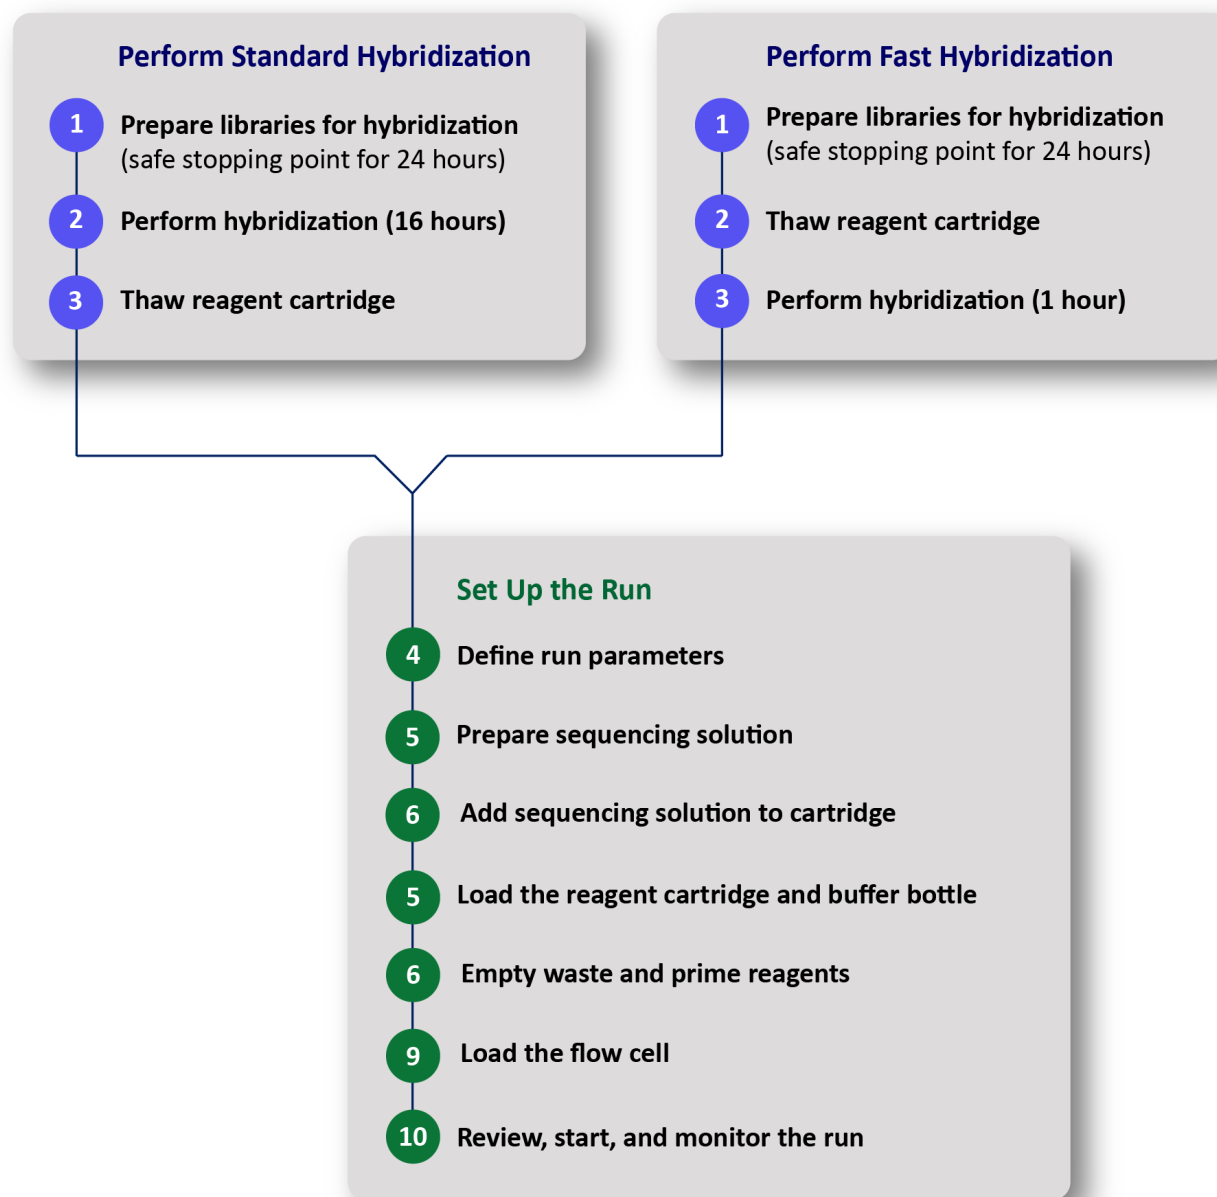 Perform Standard Hybridization
1 Prepare libraries for hybridization
(safe stopping point for 24 hours)
2 Perform hybridization (16 hours)
3 Thaw reagent cartridge
Perform Fast Hybridization
1 Prepare libraries for hybridization
(safe stopping point for 24 hours)
2 Thaw reagent cartridge
3 Perform hybridization (1 hour)
Set Up the Run
4 Define run parameters
5 Prepare sequencing solution
6 Add sequencing solution to cartridge
5 Load the reagent cartridge and buffer bottle
6 Empty waste and prime reagents
9 Load the flow cell
10 Review, start, and monitor the run